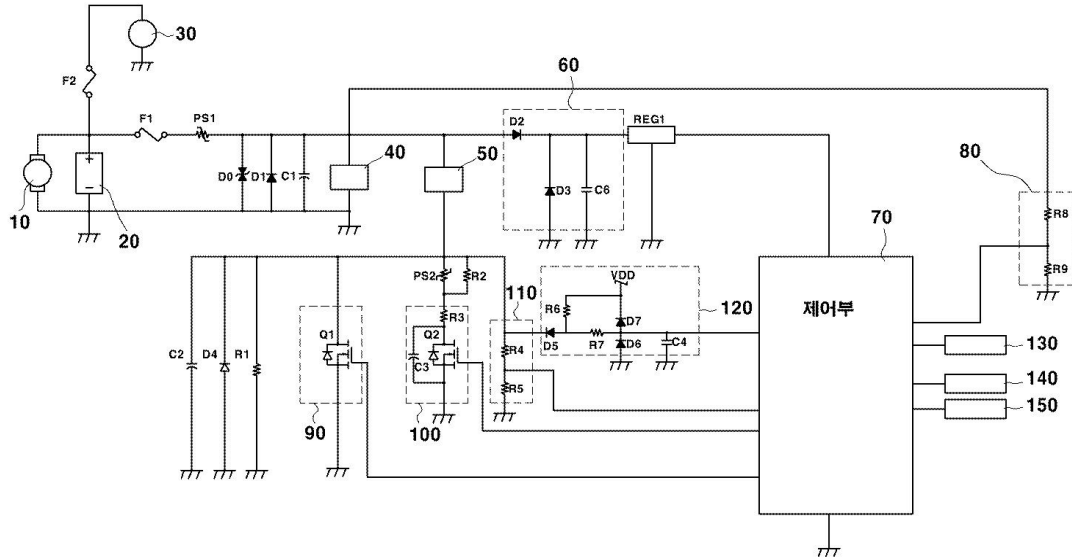 30
F2
60
F1
PS1
D2
REG1
40
50
80
D0
D1
C1
D3
C6
10
20
70
R8
R9
VDD
PS2
R2
110
120
R6
D7
제어부
R3
Q1
Q2
R4
D5
R7
D6
C4
130
C2
D4
R1
C3
R5
140
150
90
100